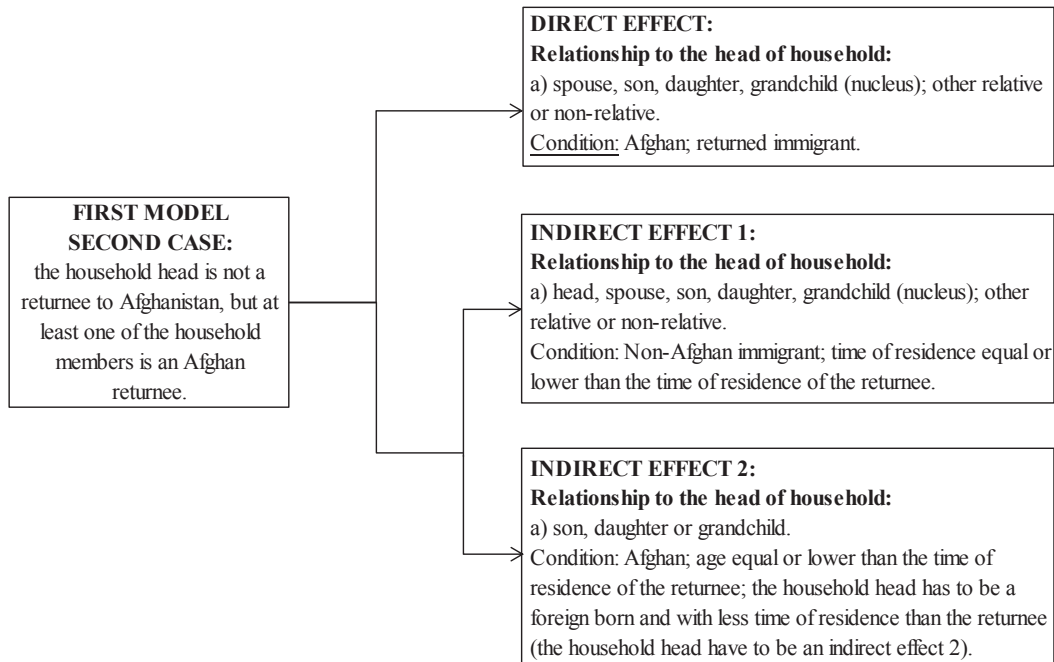 FIRST MODEL
SECOND CASE:
the household head is not a
returnee to Afghanistan, but at
least one of the household
members is an Afghan
returnee.
DIRECT EFFECT:
Relationship to the head of household:
a) spouse, son, daughter, grandchild (nucleus); other relative
or non-relative.
Condition: Afghan; returned immigrant.
INDIRECT EFFECT 1:
Relationship to the head of household:
a) head, spouse, son, daughter, grandchild (nucleus); other
relative or non-relative.
Condition: Non-Afghan immigrant; time of residence equal or
lower than the time of residence of the returnee.
INDIRECT EFFECT 2:
Relationship to the head of household:
a) son, daughter or grandchild.
Condition: Afghan; age equal or lower than the time of
residence of the returnee; the household head has to be a
foreign born and with less time of residence than the returnee
(the household head have to be an indirect effect 2).